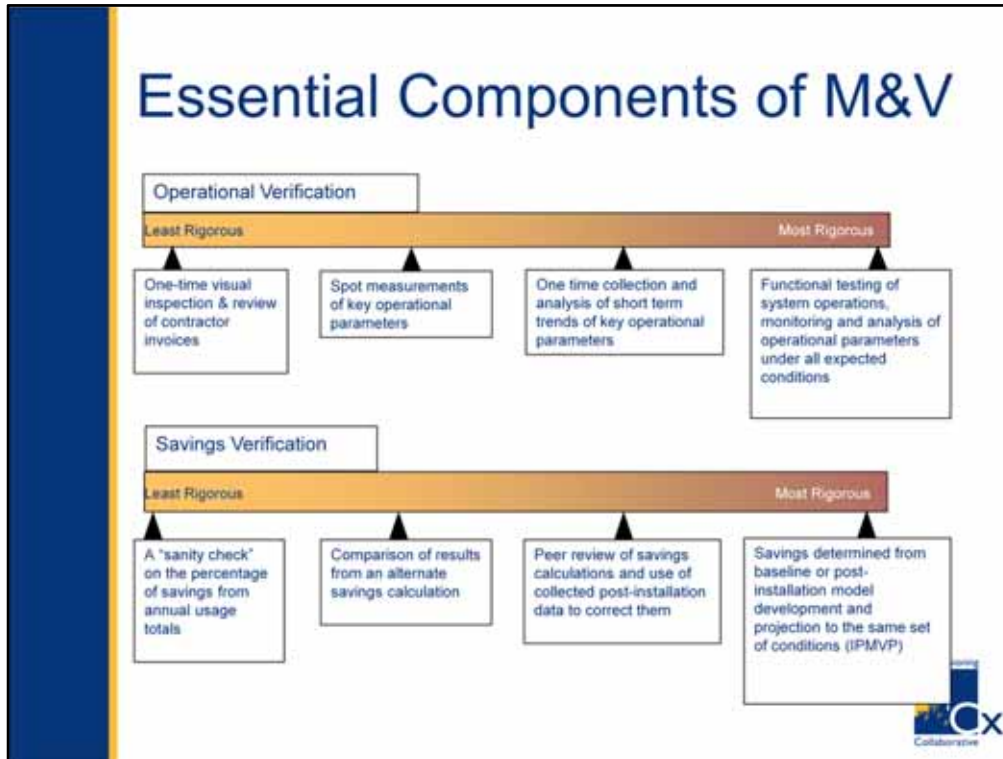 Essential Components of M&V
Operational Verification
Least Rigorous
Most Rigorous
One-time visual
inspection & review
of contractor
invoices
Spot measurements
of key operational
parameters
One time collection and
analysis of short term
trends of key operational
parameters
Functional testing of
system operations,
monitoring and analysis of
operational parameters
under all expected
conditions
Savings Verification
Least Rigorous
Most Rigorous
A "sanity check"
on the percentage
of savings from
annual usage
totals
Comparison of results
from an alternate
savings calculation
Peer review of savings
calculations and use of
collected post-installation
data to correct them
Savings determined from
baseline or post-
installation model
development and
projection to the same set
of conditions (IPMVP)
Cx
Collaborative